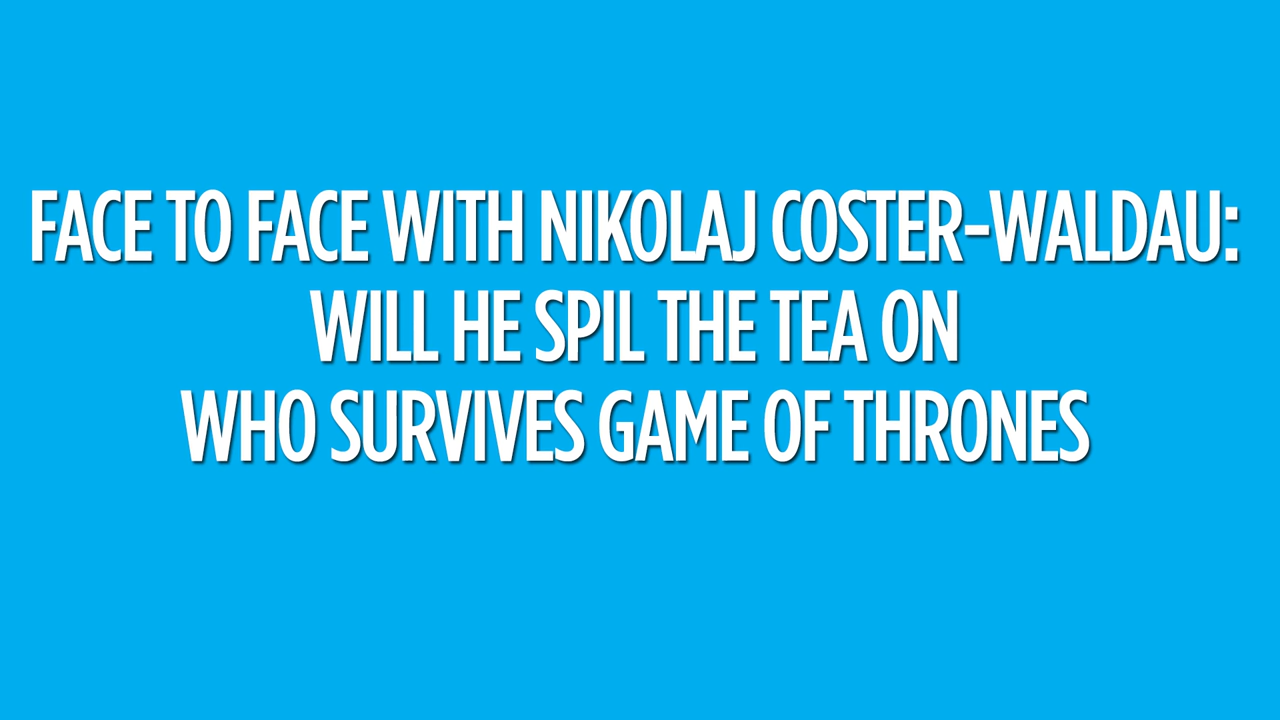 FACE TO FACE WITH NIKOLAJ COSTER-WALDAU:
WILL HE SPIL THE TEA ON
WHO SURVIVES GAME OF THRONES